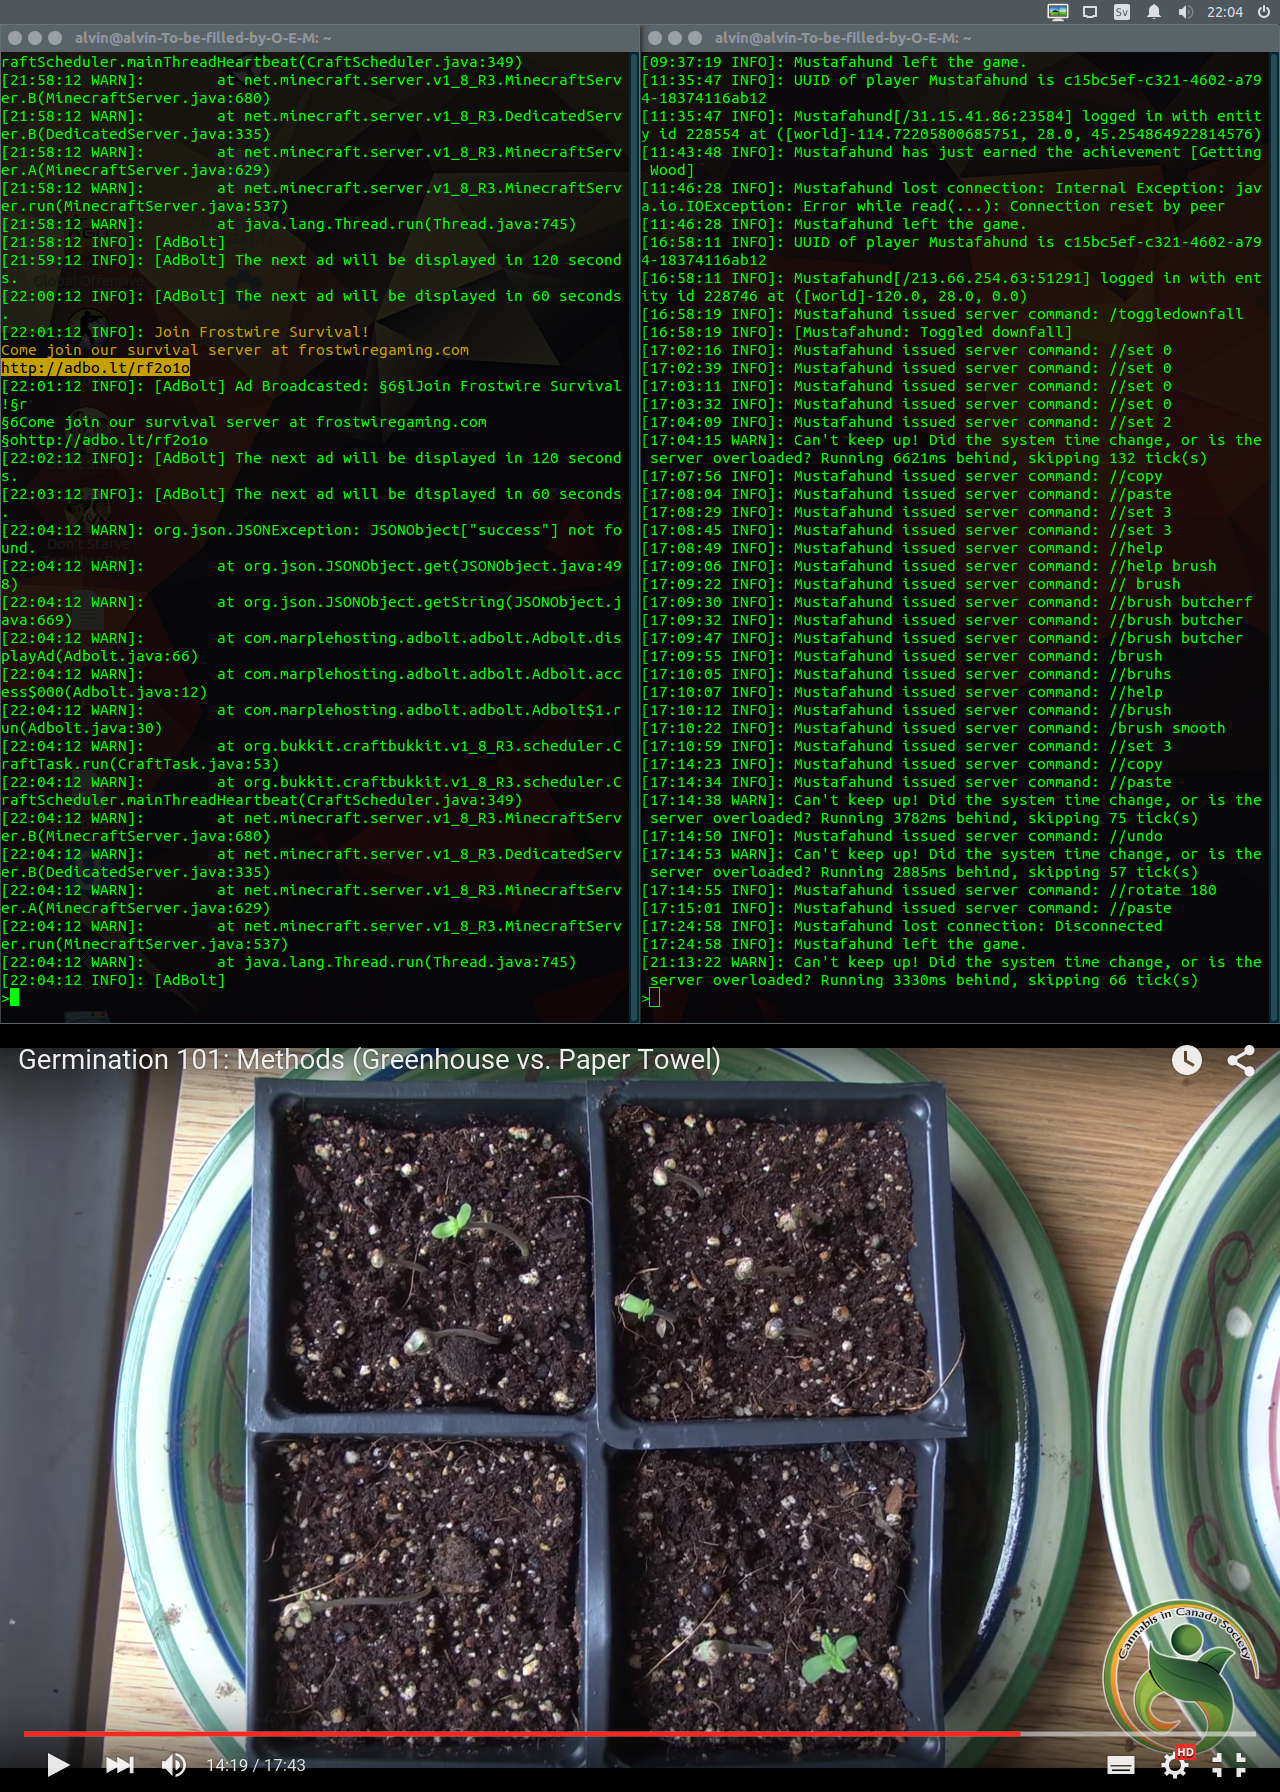 Sv
22:04
alvin@alvin-To-be-filled-by-O-E-M: ~
raftScheduler.mainThreadHeartbeat(CraftScheduler.java:349)
[21:58:12 WARN]:        at net.minecraft.server.v1_8_R3.MinecraftServ
er.B(MinecraftServer.java:680)
[21:58:12 WARN]:        at net.minecraft.server.v1_8_R3.DedicatedServ
er.B(DedicatedServer.java:335)
[21:58:12 WARN]:        at net.minecraft.server.v1_8_R3.MinecraftServ
er.A(MinecraftServer.java:629)
[21:58:12 WARN]:        at net.minecraft.server.v1_8_R3.MinecraftServ
er.run(MinecraftServer.java:537)
[21:58:12 WARN]:        at java.lang.Thread.run(Thread.java:745)
[21:58:12 INFO]: [AdBolt]
[21:59:12 INFO]: [AdBolt] The next ad will be displayed in 120 second
s.
[22:00:12 INFO]: [AdBolt] The next ad will be displayed in 60 seconds
.
[22:01:12 INFO]: Join Frostwire Survival!
Come join our survival server at frostwiregaming.com
http://adbo.lt/rf2o1o
[22:01:12 INFO]: [AdBolt] Ad Broadcasted: §6§lJoin Frostwire Survival
!§r
§6Come join our survival server at frostwiregaming.com
§ohttp://adbo.lt/rf2o1o
[22:02:12 INFO]: [AdBolt] The next ad will be displayed in 120 second
s.
[22:03:12 INFO]: [AdBolt] The next ad will be displayed in 60 seconds
.
[22:04:12 WARN]: org.json.JSONException: JSONObject["success"] not fo
und.
[22:04:12 WARN]:        at org.json.JSONObject.get(JSONObject.java:49
8)
[22:04:12 WARN]:        at org.json.JSONObject.getString(JSONObject.j
ava:669)
[22:04:12 WARN]:        at com.marplehosting.adbolt.adbolt.Adbolt.dis
playAd(Adbolt.java:66)
[22:04:12 WARN]:        at com.marplehosting.adbolt.adbolt.Adbolt.acc
ess$000(Adbolt.java:12)
[22:04:12 WARN]:        at com.marplehosting.adbolt.adbolt.Adbolt$1.r
un(Adbolt.java:30)
[22:04:12 WARN]:        at org.bukkit.craftbukkit.v1_8_R3.scheduler.C
raftTask.run(CraftTask.java:53)
[22:04:12 WARN]:        at org.bukkit.craftbukkit.v1_8_R3.scheduler.C
raftScheduler.mainThreadHeartbeat(CraftScheduler.java:349)
[22:04:12 WARN]:        at net.minecraft.server.v1_8_R3.MinecraftServ
er.B(MinecraftServer.java:680)
[22:04:12 WARN]:        at net.minecraft.server.v1_8_R3.DedicatedServ
er.B(DedicatedServer.java:335)
[22:04:12 WARN]:        at net.minecraft.server.v1_8_R3.MinecraftServ
er.A(MinecraftServer.java:629)
[22:04:12 WARN]:        at net.minecraft.server.v1_8_R3.MinecraftServ
er.run(MinecraftServer.java:537)
[22:04:12 WARN]:        at java.lang.Thread.run(Thread.java:745)
[22:04:12 INFO]: [AdBolt]
>
alvin@alvin-To-be-filled-by-O-E-M: ~
[09:37:19 INFO]: Mustafahund left the game.
[11:35:47 INFO]: UUID of player Mustafahund is c15bc5ef-c321-4602-a79
4-18374116ab12
[11:35:47 INFO]: Mustafahund[/31.15.41.86:23584] logged in with entit
y id 228554 at ([world]-114.72205800685751, 28.0, 45.254864922814576)
[11:43:48 INFO]: Mustafahund has just earned the achievement [Getting
 Wood]
[11:46:28 INFO]: Mustafahund lost connection: Internal Exception: jav
a.io.IOException: Error while read(...): Connection reset by peer
[11:46:28 INFO]: Mustafahund left the game.
[16:58:11 INFO]: UUID of player Mustafahund is c15bc5ef-c321-4602-a79
4-18374116ab12
[16:58:11 INFO]: Mustafahund[/213.66.254.63:51291] logged in with ent
ity id 228746 at ([world]-120.0, 28.0, 0.0)
[16:58:19 INFO]: Mustafahund issued server command: /toggledownfall
[16:58:19 INFO]: [Mustafahund: Toggled downfall]
[17:02:16 INFO]: Mustafahund issued server command: //set 0
[17:02:39 INFO]: Mustafahund issued server command: //set 0
[17:03:11 INFO]: Mustafahund issued server command: //set 0
[17:03:32 INFO]: Mustafahund issued server command: //set 0
[17:04:09 INFO]: Mustafahund issued server command: //set 2
[17:04:15 WARN]: Can't keep up! Did the system time change, or is the
 server overloaded? Running 6621ms behind, skipping 132 tick(s)
[17:07:56 INFO]: Mustafahund issued server command: //copy
[17:08:04 INFO]: Mustafahund issued server command: //paste
[17:08:29 INFO]: Mustafahund issued server command: //set 3
[17:08:45 INFO]: Mustafahund issued server command: //set 3
[17:08:49 INFO]: Mustafahund issued server command: //help
[17:09:06 INFO]: Mustafahund issued server command: //help brush
[17:09:22 INFO]: Mustafahund issued server command: // brush
[17:09:30 INFO]: Mustafahund issued server command: //brush butcherf
[17:09:32 INFO]: Mustafahund issued server command: //brush butcher
[17:09:47 INFO]: Mustafahund issued server command: //brush butcher
[17:09:55 INFO]: Mustafahund issued server command: /brush
[17:10:05 INFO]: Mustafahund issued server command: //bruhs
[17:10:07 INFO]: Mustafahund issued server command: //help
[17:10:12 INFO]: Mustafahund issued server command: //brush
[17:10:22 INFO]: Mustafahund issued server command: /brush smooth
[17:10:59 INFO]: Mustafahund issued server command: //set 3
[17:14:23 INFO]: Mustafahund issued server command: //copy
[17:14:34 INFO]: Mustafahund issued server command: //paste
[17:14:38 WARN]: Can't keep up! Did the system time change, or is the
 server overloaded? Running 3782ms behind, skipping 75 tick(s)
[17:14:50 INFO]: Mustafahund issued server command: //undo
[17:14:53 WARN]: Can't keep up! Did the system time change, or is the
 server overloaded? Running 2885ms behind, skipping 57 tick(s)
[17:14:55 INFO]: Mustafahund issued server command: //rotate 180
[17:15:01 INFO]: Mustafahund issued server command: //paste
[17:24:58 INFO]: Mustafahund lost connection: Disconnected
[17:24:58 INFO]: Mustafahund left the game.
[21:13:22 WARN]: Can't keep up! Did the system time change, or is the
 server overloaded? Running 3330ms behind, skipping 66 tick(s)
>
Germination 101: Methods (Greenhouse vs. Paper Towel)
Cannabis in Canada Society
14:19 / 17:43
HD